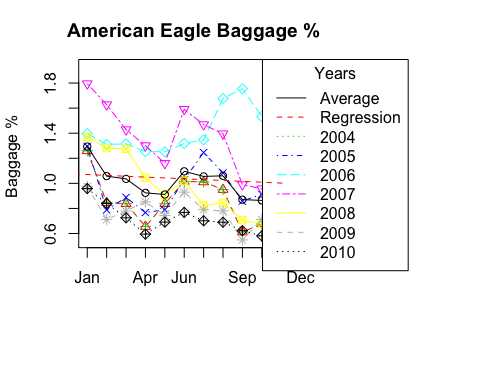 American Eagle Baggage %
Baggage %
0.6 1.0 1.4 1.8
Jan Apr Jun Sep Dec
Years
Average
Regression
2004
2005
2006
2007
2008
2009
2010